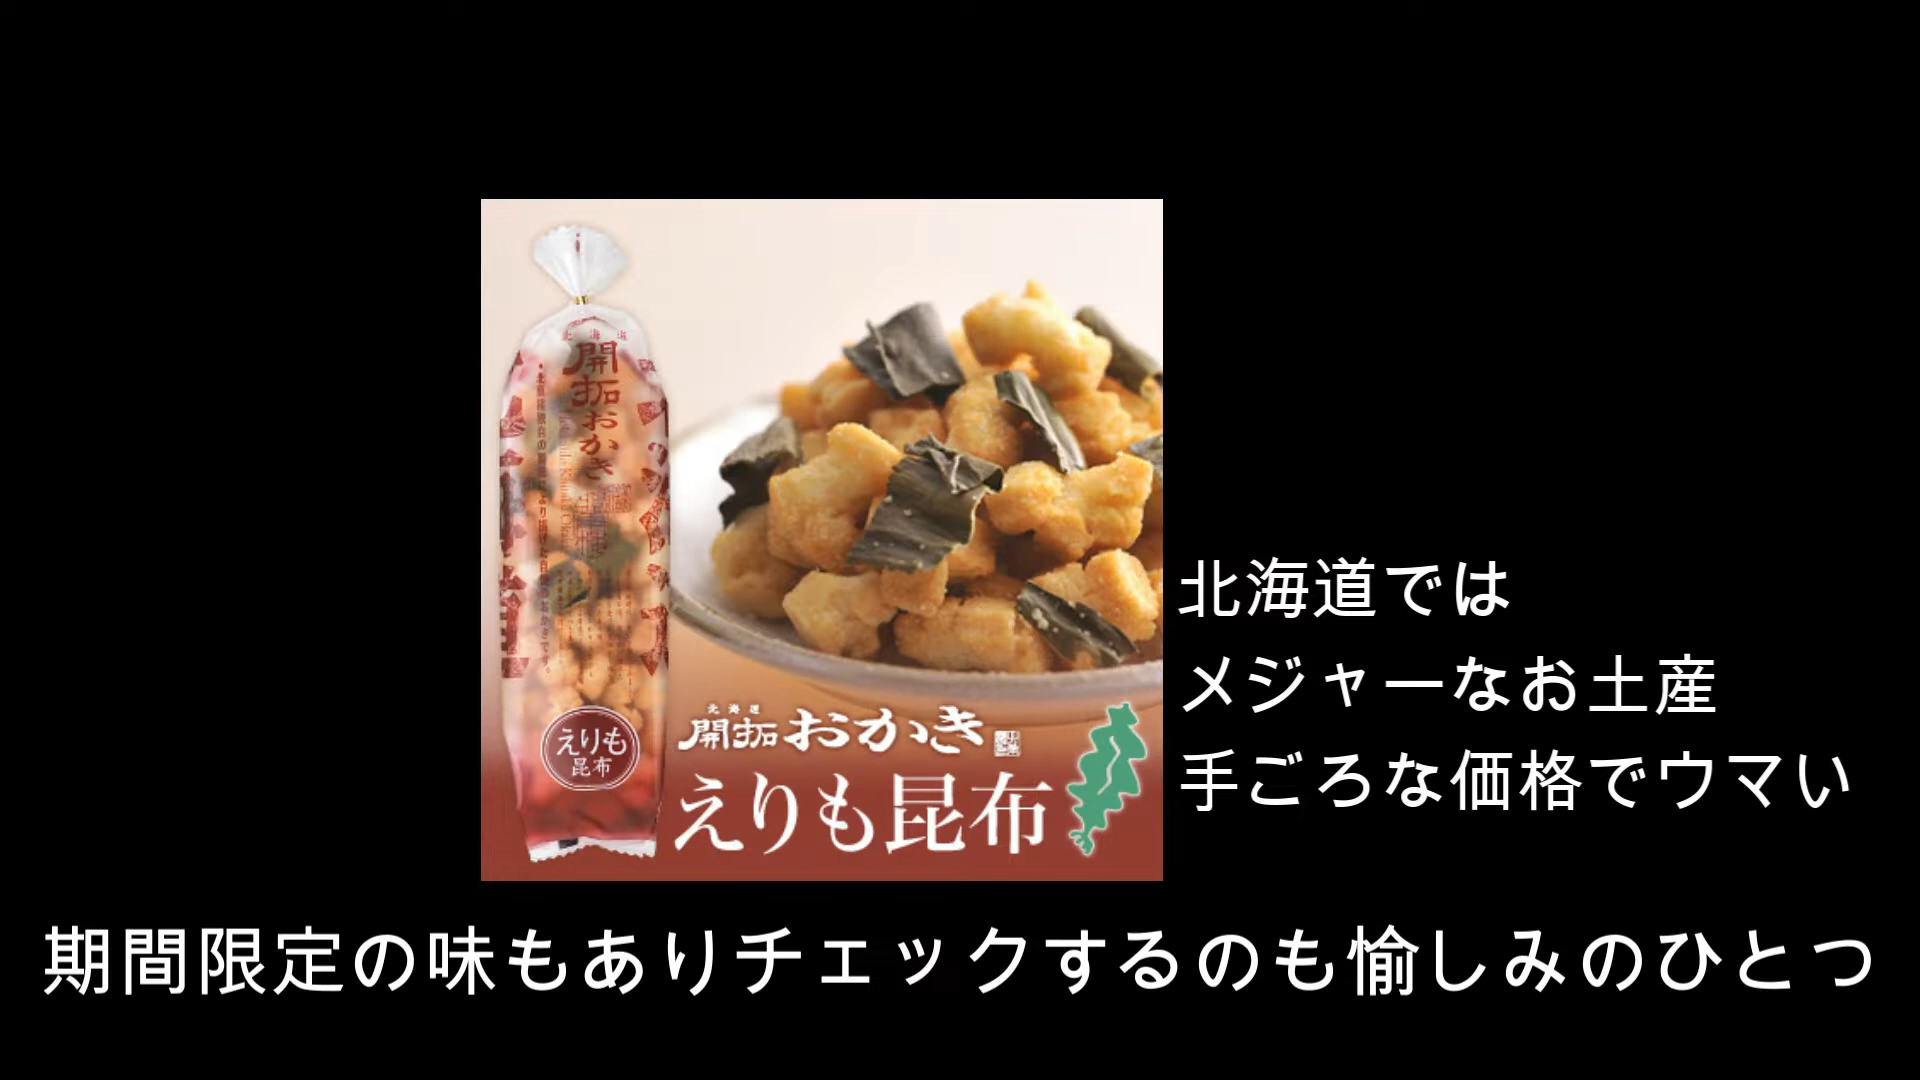 北海道
開拓おかき
えりも
昆布
北海道
開拓おかき
えりも昆布
北海道では
メジャーなお土産
手ごろな価格でウマい
期間限定の味もありチェックするのも愉しみのひとつ